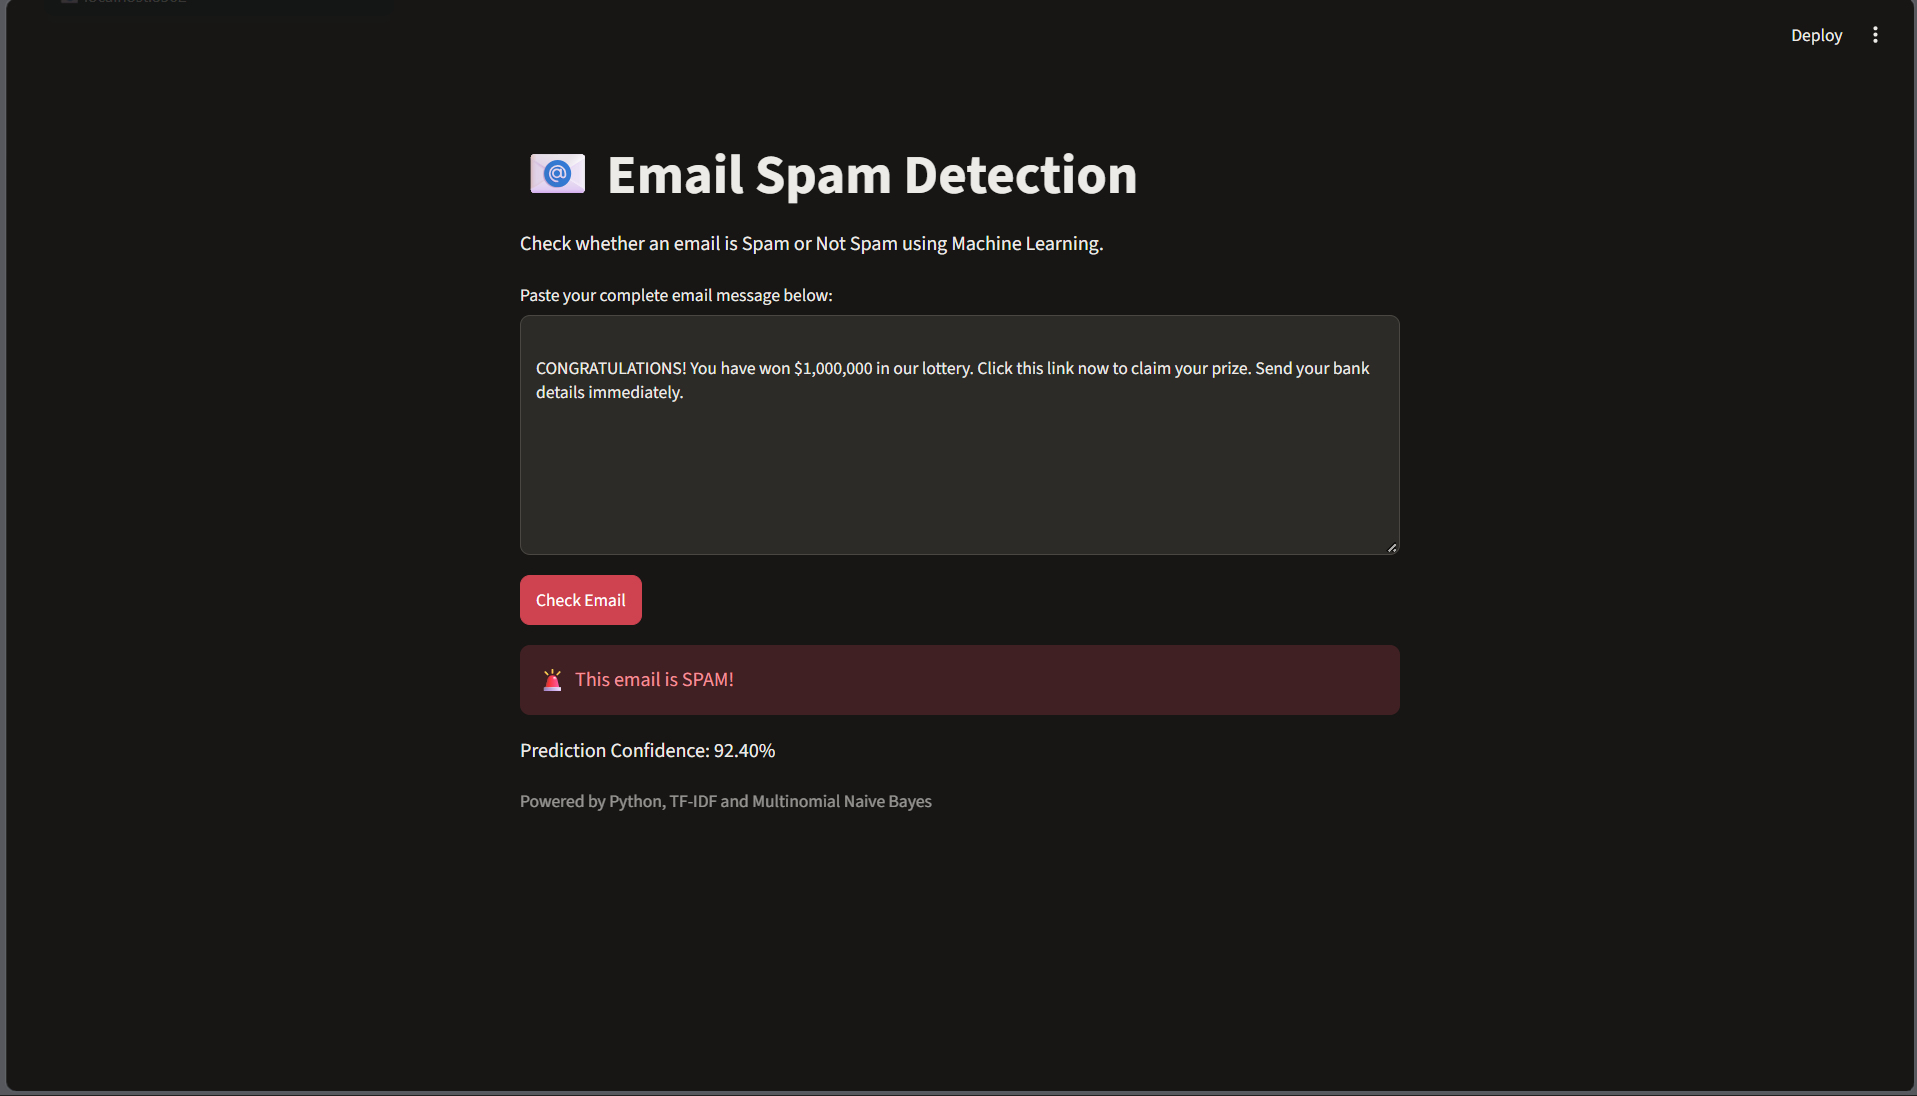 Deploy
Email Spam Detection
Check whether an email is Spam or Not Spam using Machine Learning.
Paste your complete email message below:
CONGRATULATIONS! You have won $1,000,000 in our lottery. Click this link now to claim your prize. Send your bank
details immediately.
Check Email
This email is SPAM!
Prediction Confidence: 92.40%
Powered by Python, TF-IDF and Multinomial Naive Bayes